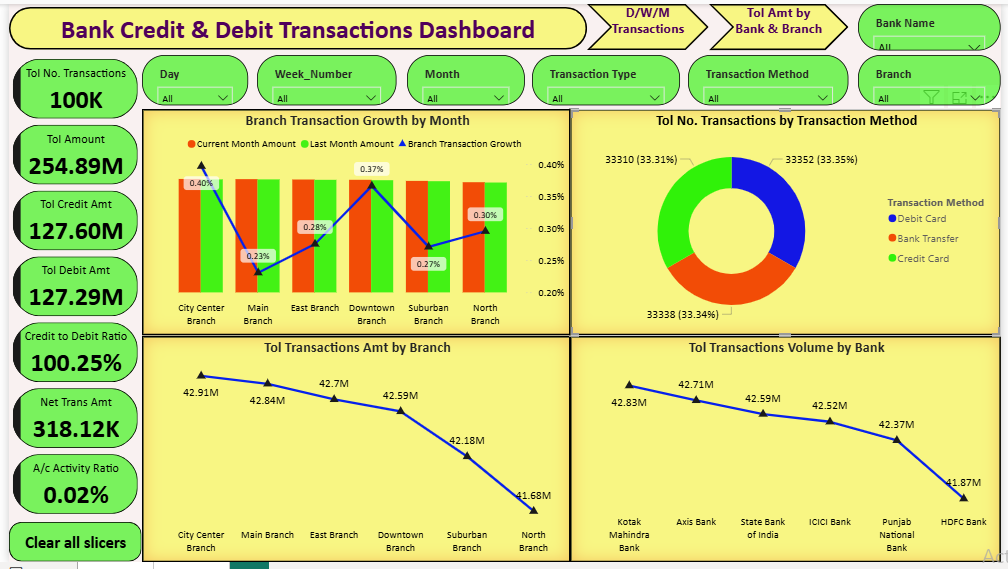 Bank Credit & Debit Transactions Dashboard
D/W/M
Transactions
Tol Amt by
Bank & Branch
Bank Name
All
Tol No. Transactions
100K
Day
All
Week_Number
All
Month
All
Transaction Type
All
Transaction Method
All
Branch
All
Tol Amount
254.89M
Tol Credit Amt
127.60M
Tol Debit Amt
127.29M
Credit to Debit Ratio
100.25%
Net Trans Amt
318.12K
A/c Activity Ratio
0.02%
Clear all slicers
Branch Transaction Growth by Month
Current Month Amount
Last Month Amount
Branch Transaction Growth
0.40%
0.23%
0.28%
0.37%
0.27%
0.30%
0.40%
0.35%
0.30%
0.25%
0.20%
City Center
Branch
Main
Branch
East Branch
Downtown
Branch
Suburban
Branch
North
Branch
Tol No. Transactions by Transaction Method
33310 (33.31%)
33352 (33.35%)
33338 (33.34%)
Transaction Method
Debit Card
Bank Transfer
Credit Card
Tol Transactions Amt by Branch
42.91M
42.84M
42.7M
42.59M
42.18M
41.68M
City Center
Branch
Main Branch
East Branch
Downtown
Branch
Suburban
Branch
North
Branch
Tol Transactions Volume by Bank
42.83M
42.71M
42.59M
42.52M
42.37M
41.87M
Kotak
Mahindra
Bank
Axis Bank
State Bank
of India
ICICI Bank
Punjab
National
Bank
HDFC Bank